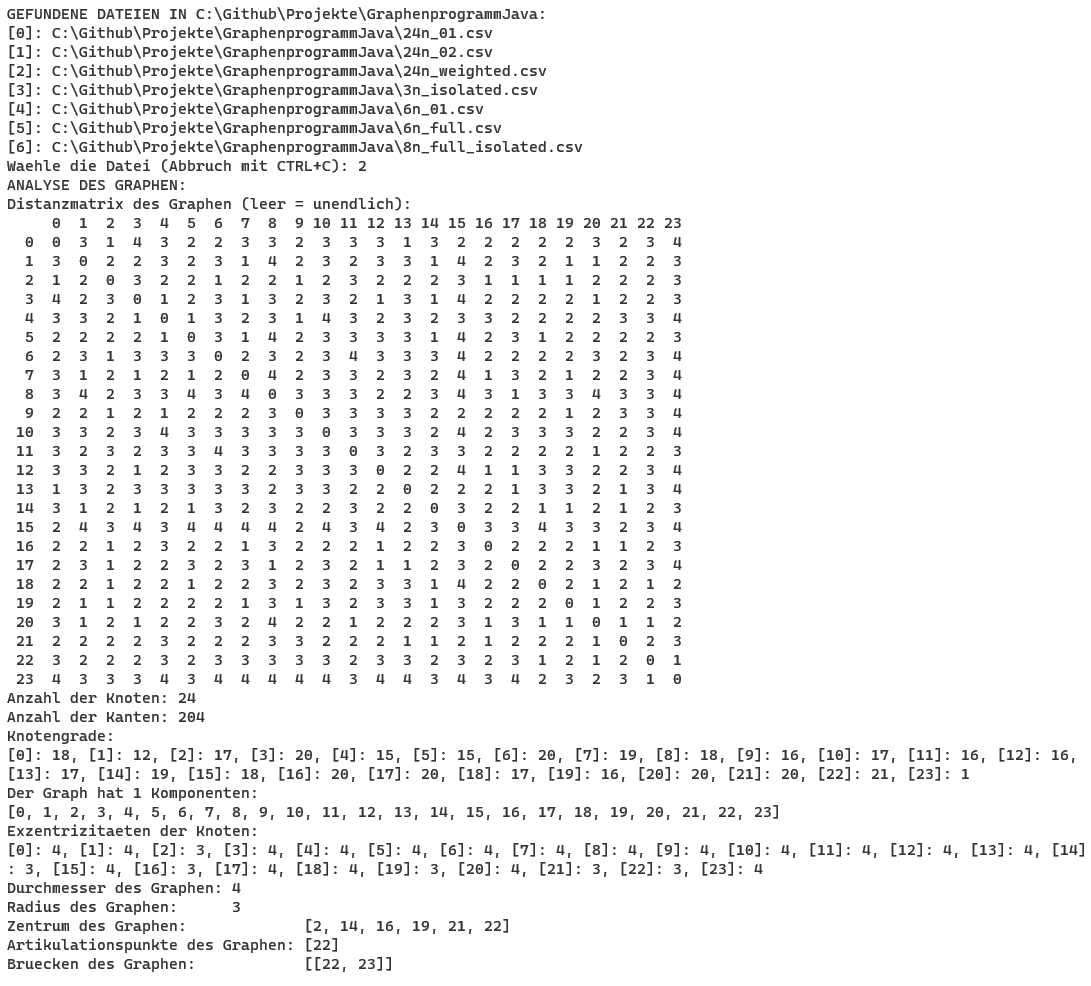 GEFUNDENE DATEIEN IN C:\Github\Projekte\GraphenprogrammJava:
[0]: C:\Github\Projekte\GraphenprogrammJava\24n_01.csv
[1]: C:\Github\Projekte\GraphenprogrammJava\24n_02.csv
[2]: C:\Github\Projekte\GraphenprogrammJava\24n_weighted.csv
[3]: C:\Github\Projekte\GraphenprogrammJava\3n_isolated.csv
[4]: C:\Github\Projekte\GraphenprogrammJava\6n_01.csv
[5]: C:\Github\Projekte\GraphenprogrammJava\6n_full.csv
[6]: C:\Github\Projekte\GraphenprogrammJava\8n_full_isolated.csv
Waehle die Datei (Abbruch mit CTRL+C): 2
ANALYSE DES GRAPHEN:
Distanzmatrix des Graphen (leer = unendlich):
0 1 2 3 4 5 6 7 8 9 10 11 12 13 14 15 16 17 18 19 20 21 22 23
0 0 3 1 4 3 2 2 3 3 2 3 3 3 1 3 2 2 2 2 2 3 2 3 4
1 3 0 2 2 3 2 3 1 4 2 3 2 3 3 1 4 2 3 2 1 1 2 2 3
2 1 2 0 3 2 2 1 2 2 1 2 3 2 2 2 3 1 1 1 1 2 2 2 3
3 4 2 3 0 1 2 3 1 3 2 3 2 1 3 1 4 2 2 2 2 1 2 2 3
4 3 3 2 1 0 1 3 2 3 1 4 3 2 3 2 3 3 2 2 2 2 3 3 4
5 2 2 2 2 1 0 3 1 4 2 3 3 3 3 1 4 2 3 1 2 2 2 2 3
6 2 3 1 3 3 3 0 2 3 2 3 4 3 3 3 4 2 2 2 2 3 2 3 4
7 3 1 2 1 2 1 2 0 4 2 3 3 2 3 2 4 1 3 2 1 2 2 3 4
8 3 4 2 3 3 4 3 4 0 3 3 3 2 2 3 4 3 1 3 3 4 3 3 4
9 2 2 1 2 1 2 2 2 3 0 3 3 3 3 2 2 2 2 2 1 2 3 3 4
10 3 3 2 3 4 3 3 3 3 3 0 3 3 3 2 4 2 3 3 3 2 2 3 4
11 3 2 3 2 3 3 4 3 3 3 3 0 3 2 3 3 2 2 2 2 1 2 2 3
12 3 3 2 1 2 3 3 2 2 3 3 3 0 2 2 4 1 1 3 3 2 2 3 4
13 1 3 2 3 3 3 3 3 2 3 3 2 2 0 2 2 2 1 3 3 2 1 3 4
14 3 1 2 1 2 1 3 2 3 2 2 3 2 2 0 3 2 2 1 1 2 1 2 3
15 2 4 3 4 3 4 4 4 4 2 4 3 4 2 3 0 3 3 4 3 3 2 3 4
16 2 2 1 2 3 2 2 1 3 2 2 2 1 2 2 3 0 2 2 2 1 1 2 3
17 2 3 1 2 2 3 2 3 1 2 3 2 1 1 2 3 2 0 2 2 3 2 3 4
18 2 2 1 2 2 1 2 2 3 2 3 2 3 3 1 4 2 2 0 2 1 2 1 2
19 2 1 1 2 2 2 2 1 3 1 3 2 3 3 1 3 2 2 2 0 1 2 2 3
20 3 1 2 1 2 2 3 2 4 2 2 1 2 2 2 3 1 3 1 1 0 1 1 2
21 2 2 2 2 3 2 2 2 3 3 2 2 2 1 1 2 1 2 2 2 1 0 2 3
22 3 2 2 2 3 2 3 3 3 3 3 2 3 3 2 3 2 3 1 2 1 2 0 1
23 4 3 3 3 4 3 4 4 4 4 4 3 4 4 3 4 3 4 2 3 2 3 1 0
Anzahl der Knoten: 24
Anzahl der Kanten: 204
Knotengrade:
[0]: 18, [1]: 12, [2]: 17, [3]: 20, [4]: 15, [5]: 15, [6]: 20, [7]: 19, [8]: 18, [9]: 16, [10]: 17, [11]: 16, [12]: 16,
[13]: 17, [14]: 19, [15]: 18, [16]: 20, [17]: 20, [18]: 17, [19]: 16, [20]: 20, [21]: 20, [22]: 21, [23]: 1
Der Graph hat 1 Komponenten:
[0, 1, 2, 3, 4, 5, 6, 7, 8, 9, 10, 11, 12, 13, 14, 15, 16, 17, 18, 19, 20, 21, 22, 23]
Exzentrizitaeten der Knoten:
[0]: 4, [1]: 4, [2]: 3, [3]: 4, [4]: 4, [5]: 4, [6]: 4, [7]: 4, [8]: 4, [9]: 4, [10]: 4, [11]: 4, [12]: 4, [13]: 4, [14]
: 3, [15]: 4, [16]: 3, [17]: 4, [18]: 4, [19]: 3, [20]: 4, [21]: 3, [22]: 3, [23]: 4
Durchmesser des Graphen: 4
Radius des Graphen: 3
Zentrum des Graphen: [2, 14, 16, 19, 21, 22]
Artikulationspunkte des Graphen: [22]
Bruecken des Graphen: [[22, 23]]